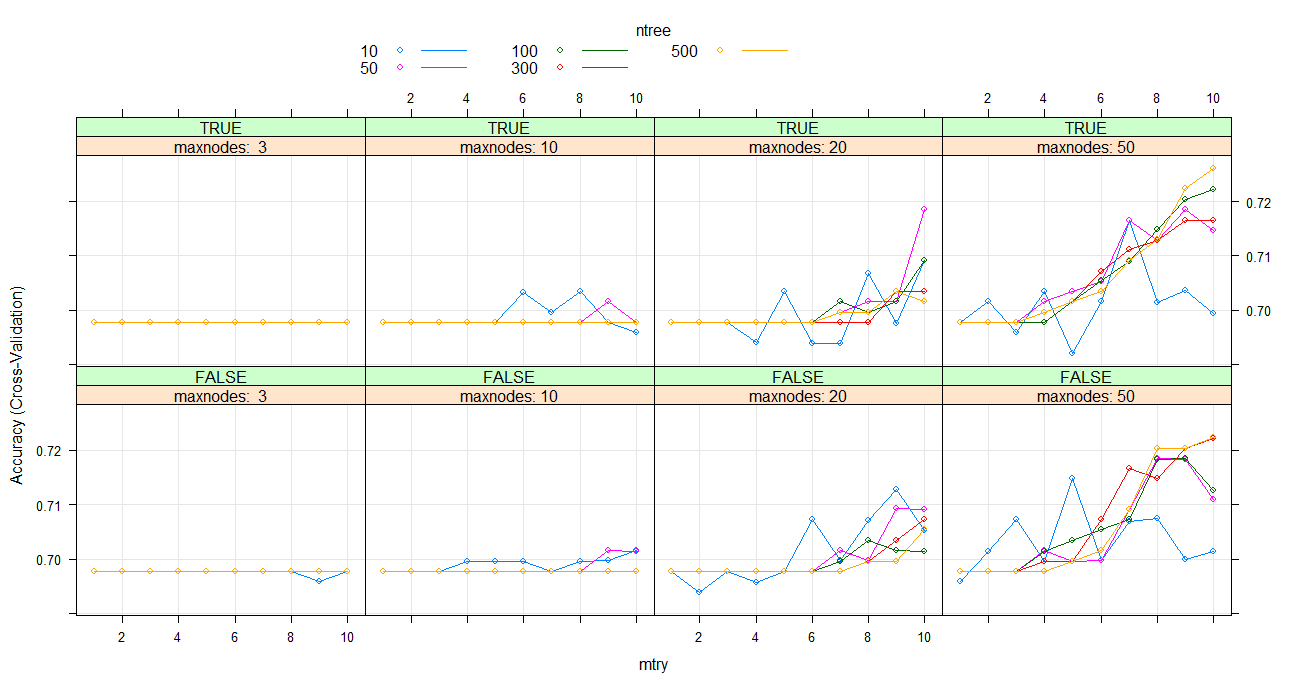 ntree
10 100 500
50 300
2 4 6 8 10 2 4 6 8 10
TRUE TRUE TRUE TRUE
maxnodes: 3 maxnodes: 10 maxnodes: 20 maxnodes: 50
0.72
0.71
0.70
FALSE FALSE FALSE FALSE
maxnodes: 3 maxnodes: 10 maxnodes: 20 maxnodes: 50
0.72
0.71
0.70
Accuracy (Cross-Validation)
2 4 6 8 10 2 4 6 8 10
mtry